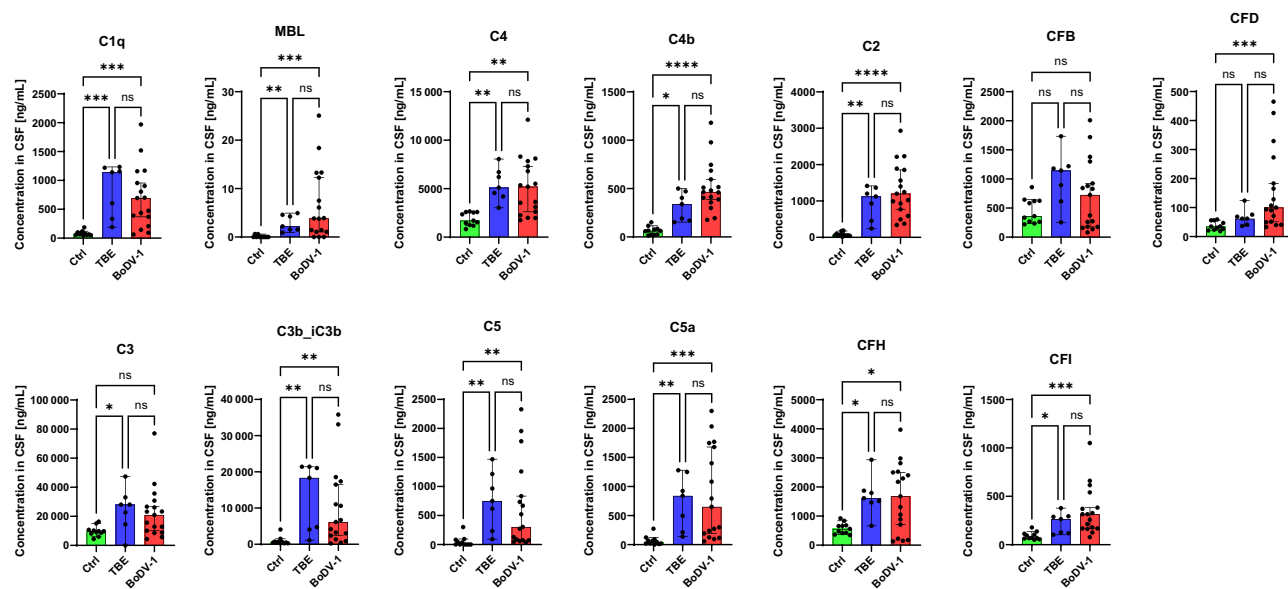 C1q
***
*** ns
Concentration in CSF [ng/mL]
2500
2000
1500
1000
500
0
Ctrl TBE BoDV-1
MBL
***
** ns
Concentration in CSF [ng/mL]
30
20
10
0
Ctrl TBE BoDV-1
C4
**
** ns
Concentration in CSF [ng/mL]
15 000
10 000
5000
0
Ctrl TBE BoDV-1
C4b
****
* ns
Concentration in CSF [ng/mL]
1500
1000
500
0
Ctrl TBE BoDV-1
C2
****
** ns
Concentration in CSF [ng/mL]
4000
3000
2000
1000
0
Ctrl TBE BoDV-1
CFB
ns
ns ns
Concentration in CSF [ng/mL]
2500
2000
1500
1000
500
0
Ctrl TBE BoDV-1
CFD
***
ns ns
Concentration in CSF [ng/mL]
500
400
300
200
100
0
Ctrl TBE BoDV-1
C3
ns
* ns
Concentration in CSF [ng/mL]
100 000
80 000
60 000
40 000
20 000
0
Ctrl TBE BoDV-1
C3b_iC3b
**
** ns
Concentration in CSF [ng/mL]
40 000
30 000
20 000
10 000
0
Ctrl TBE BoDV-1
C5
**
** ns
Concentration in CSF [ng/mL]
2500
2000
1500
1000
500
0
Ctrl TBE BoDV-1
C5a
***
** ns
Concentration in CSF [ng/mL]
2500
2000
1500
1000
500
0
Ctrl TBE BoDV-1
CFH
*
* ns
Concentration in CSF [ng/mL]
5000
4000
3000
2000
1000
0
Ctrl TBE BoDV-1
CFI
***
* ns
Concentration in CSF [ng/mL]
1500
1000
500
0
Ctrl TBE BoDV-1